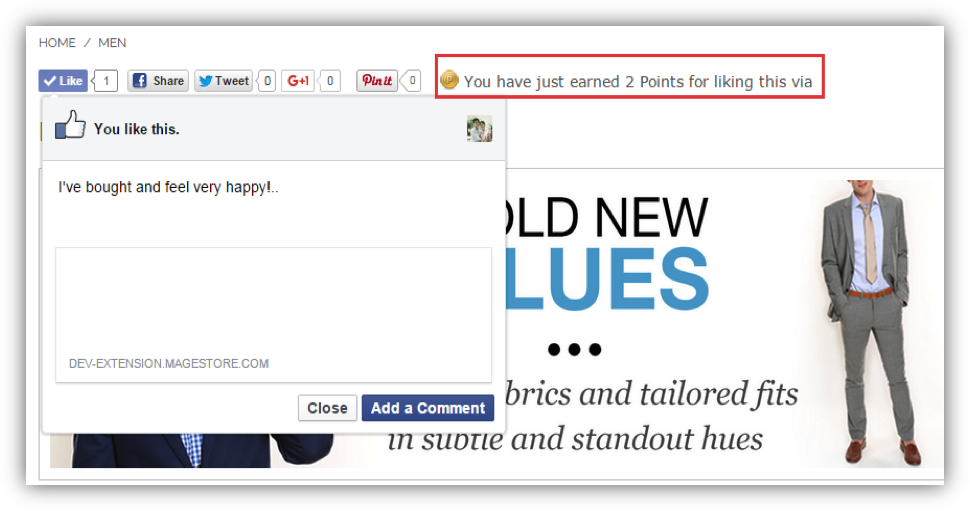 HOME / MEN
Like 1 Share Tweet 0 G+1 0 Pin it 0 You have just earned 2 Points for liking this via
You like this.
I've bought and feel very happy!..
OLD NEW
LUES
DEV-EXTENSION.MAGESTORE.COM
Close Add a Comment
brics and tailored fits
in subtle and standout hues